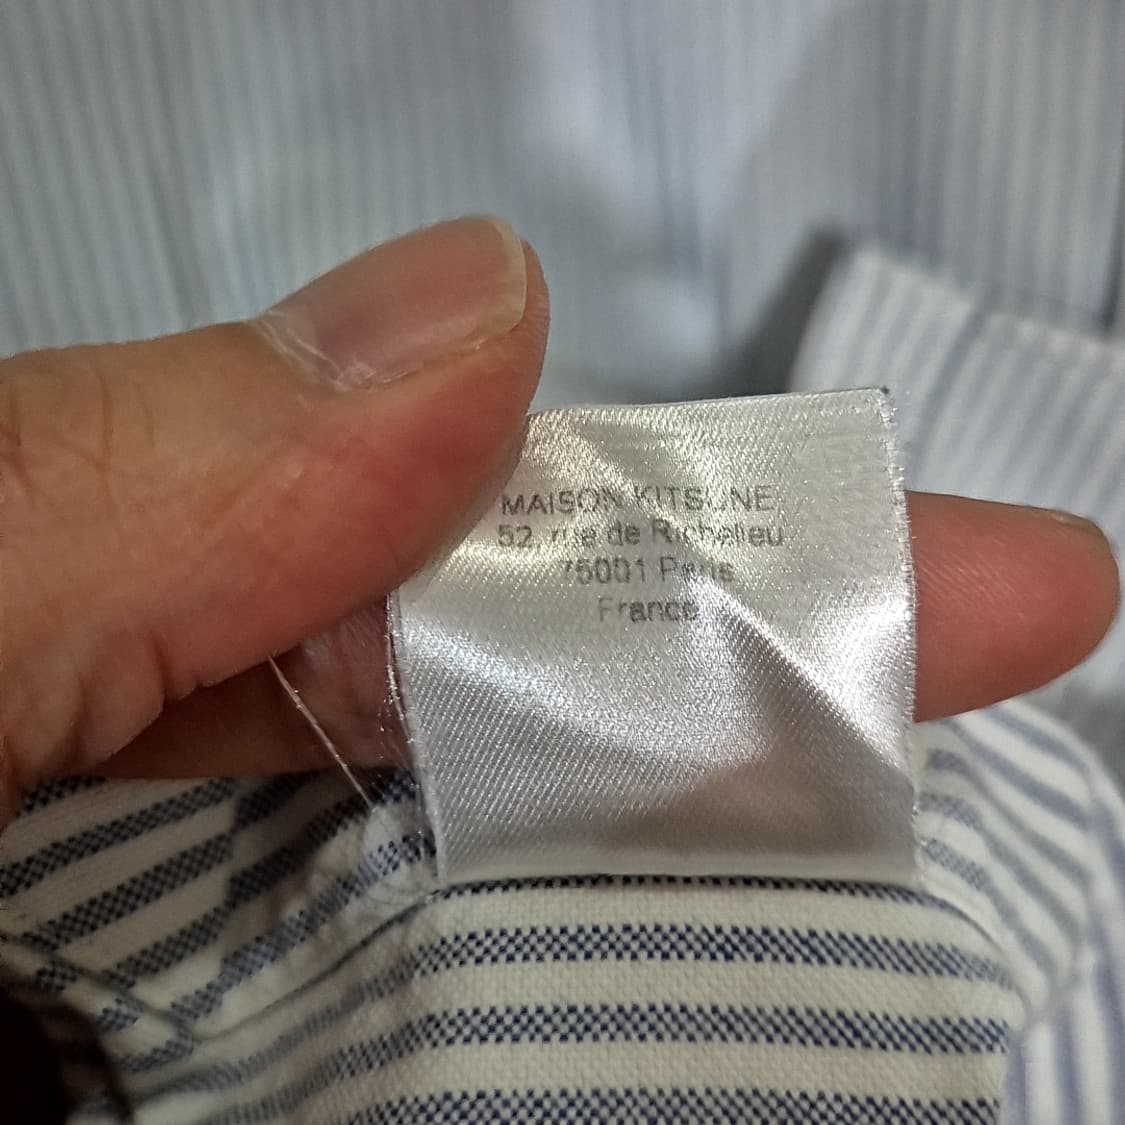 MAISON KITSUNE
52, rue de Richelieu
75001 Paris
France